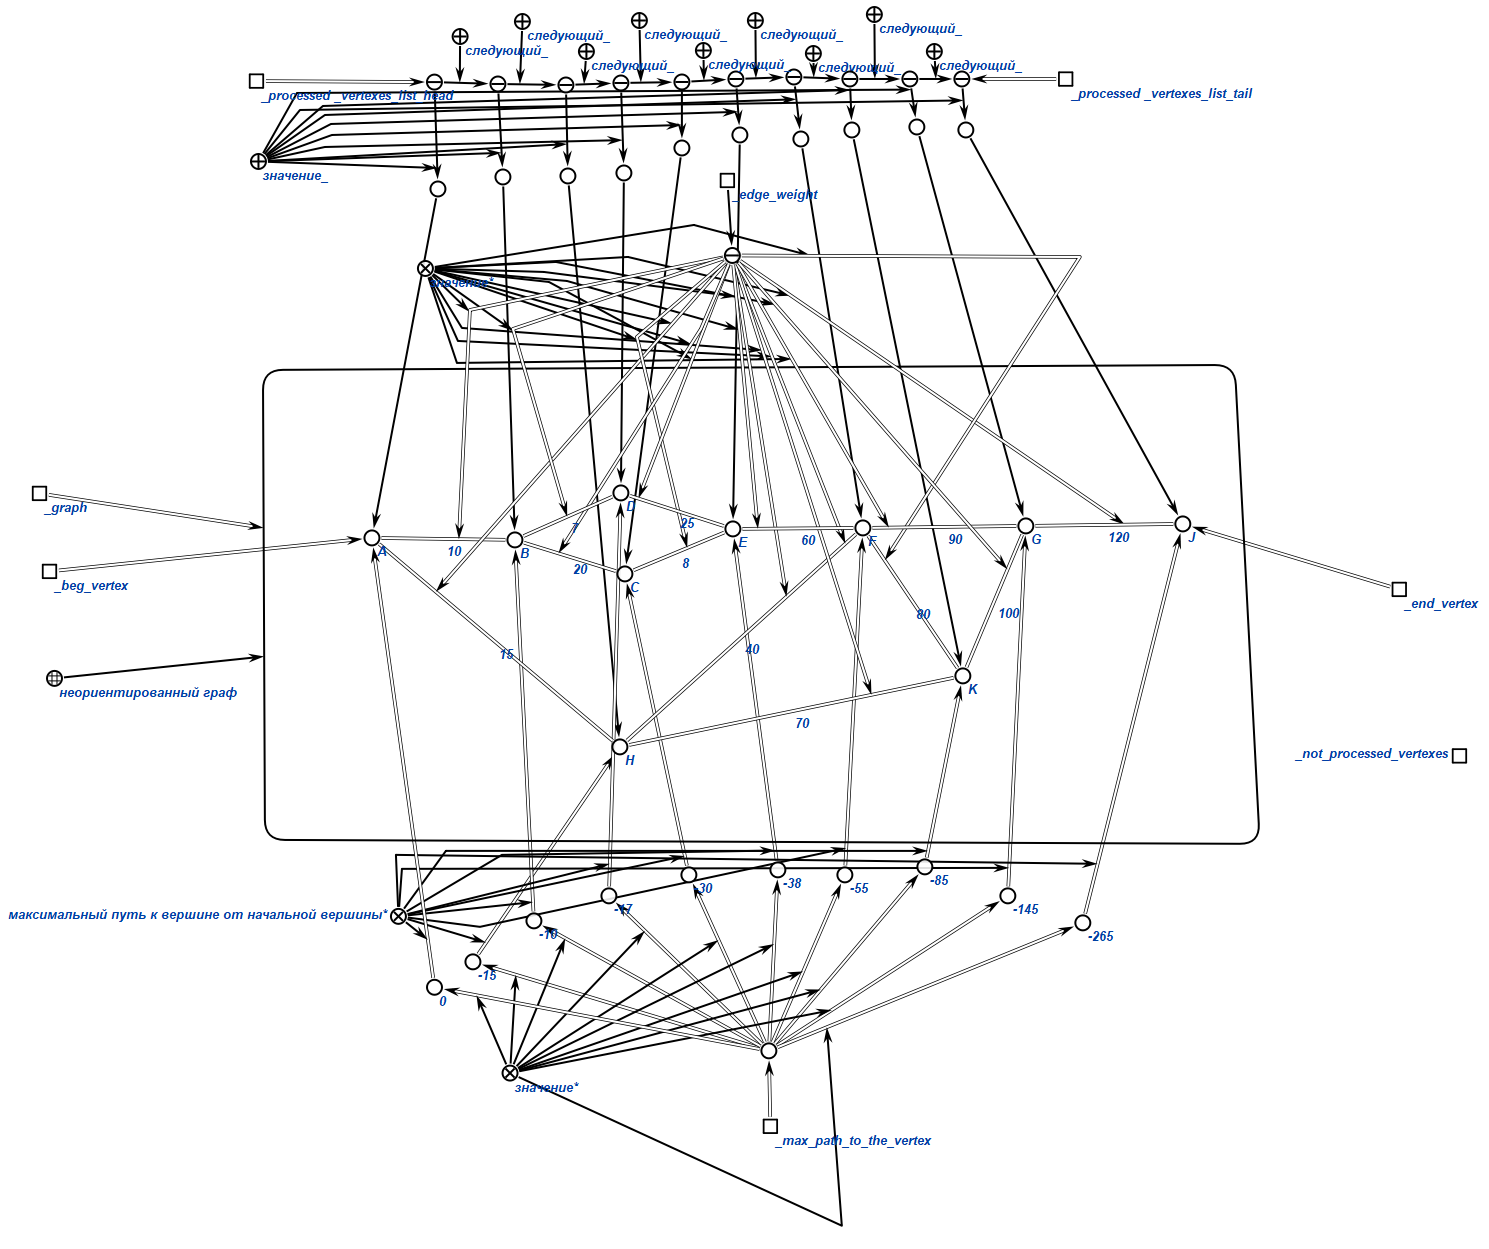 следующий_
следующий_
следующий_
следующий_
следующий_
следующий_
следующий_
следующий_
следующий_
_processed _vertexes_list_head
_processed _vertexes_list_tail
значение_
_edge_weight
значение*
_graph
_beg_vertex
неориентированный граф
_end_vertex
_not_processed_vertexes
A
10
B
7
D
25
20
C
8
E
60
F
90
G
120
J
15
40
80
100
K
70
H
максимальный путь к вершине от начальной вершины*
0
-15
-10
-17
-30
-38
-55
-85
-145
-265
значение*
_max_path_to_the_vertex